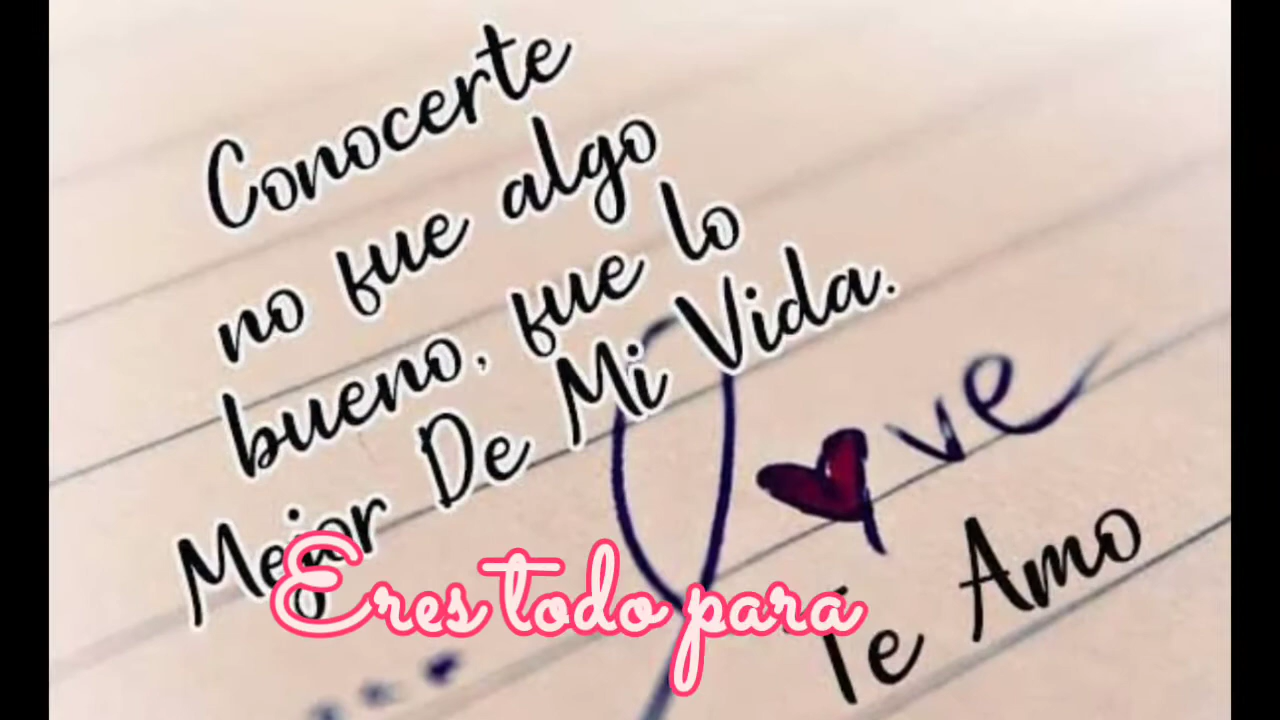 Conocerte
no fue algo
bueno, fue lo
Mejor De Mi Vida.
Love
Te Amo
Eres todo para